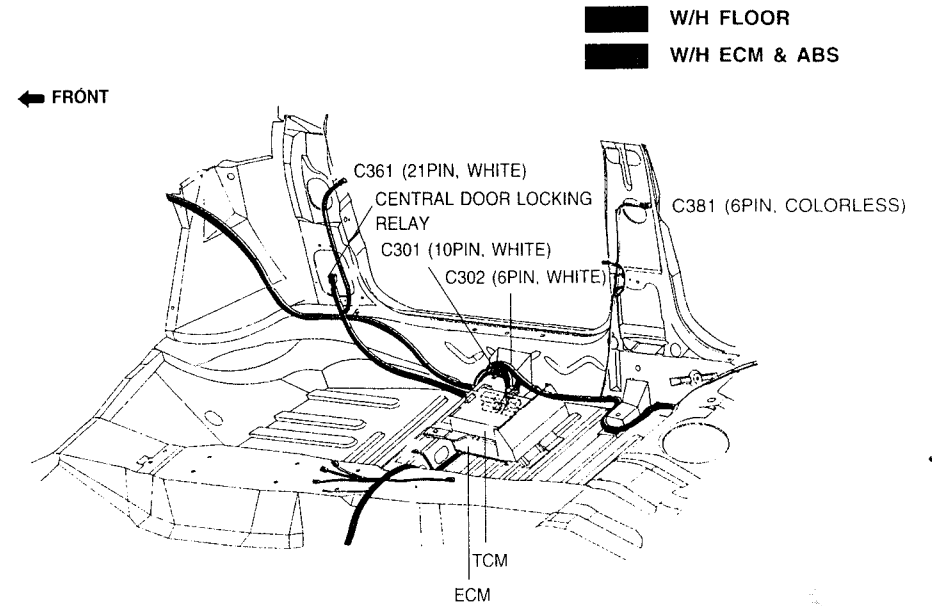 W/H FLOOR
W/H ECM & ABS
FRONT
C361 (21PIN, WHITE)
CENTRAL DOOR LOCKING
RELAY
C381 (6PIN, COLORLESS)
C301 (10PIN, WHITE)
C302 (6PIN, WHITE)
TCM
ECM